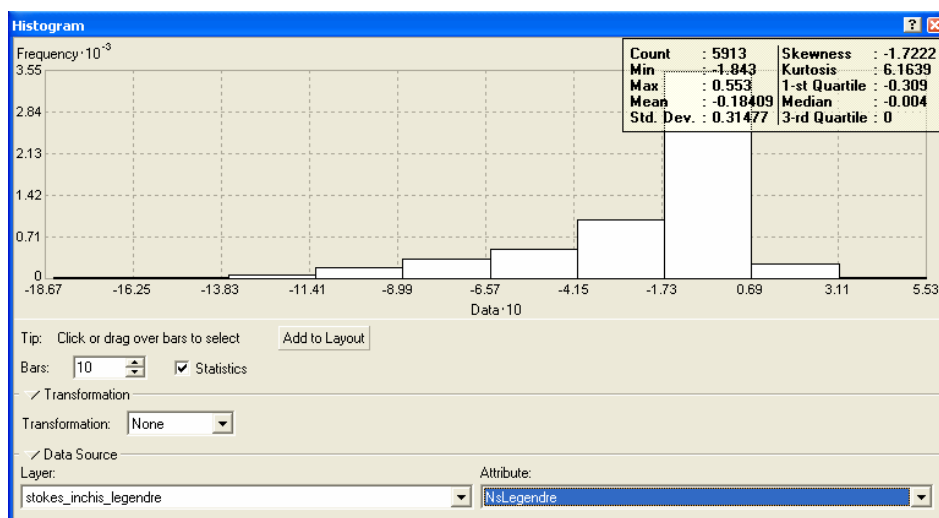 Histogram
Frequency·10⁻³
Count : 5913 Skewness : -1.7222
Min : -1.843 Kurtosis : 6.1639
Max : 0.553 1-st Quartile : -0.309
Mean : -0.18409 Median : -0.004
Std. Dev. : 0.31477 3-rd Quartile : 0
3.55
2.84
2.13
1.42
0.71
0
-18.67 -16.25 -13.83 -11.41 -8.99 -6.57 -4.15 -1.73 0.69 3.11 5.53
Data·10
Tip: Click or drag over bars to select Add to Layout
Bars: 10 Statistics
Transformation
Transformation: None
Data Source
Layer: Attribute:
stokes_inchis_legendre NsLegendre